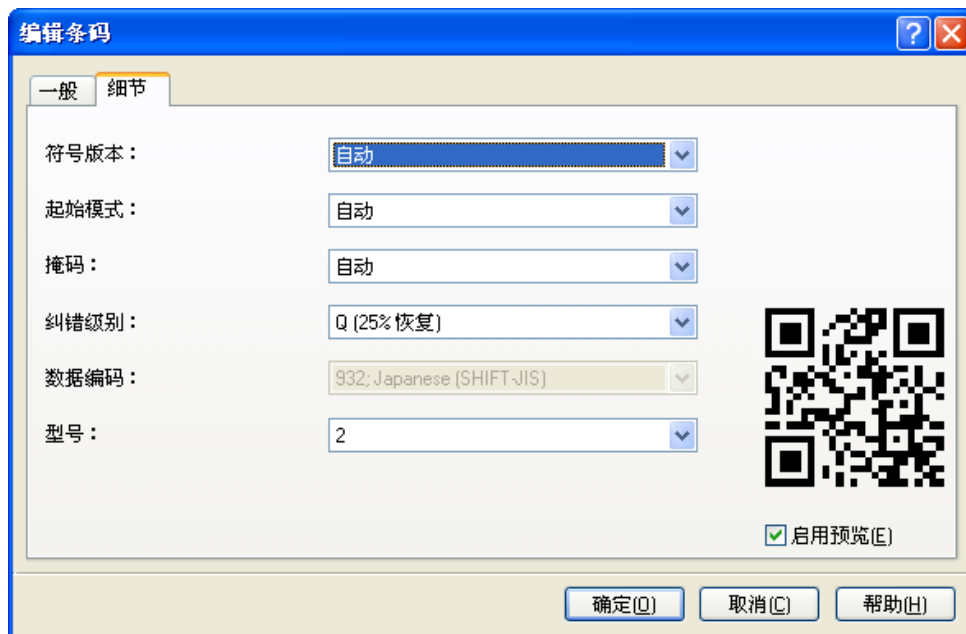 编辑条码
一般 细节
符号版本： 自动
起始模式： 自动
掩码： 自动
纠错级别： Q (25% 恢复)
数据编码： 932; Japanese (SHIFT-JIS)
型号： 2
启用预览(E)
确定(O) 取消(C) 帮助(H)